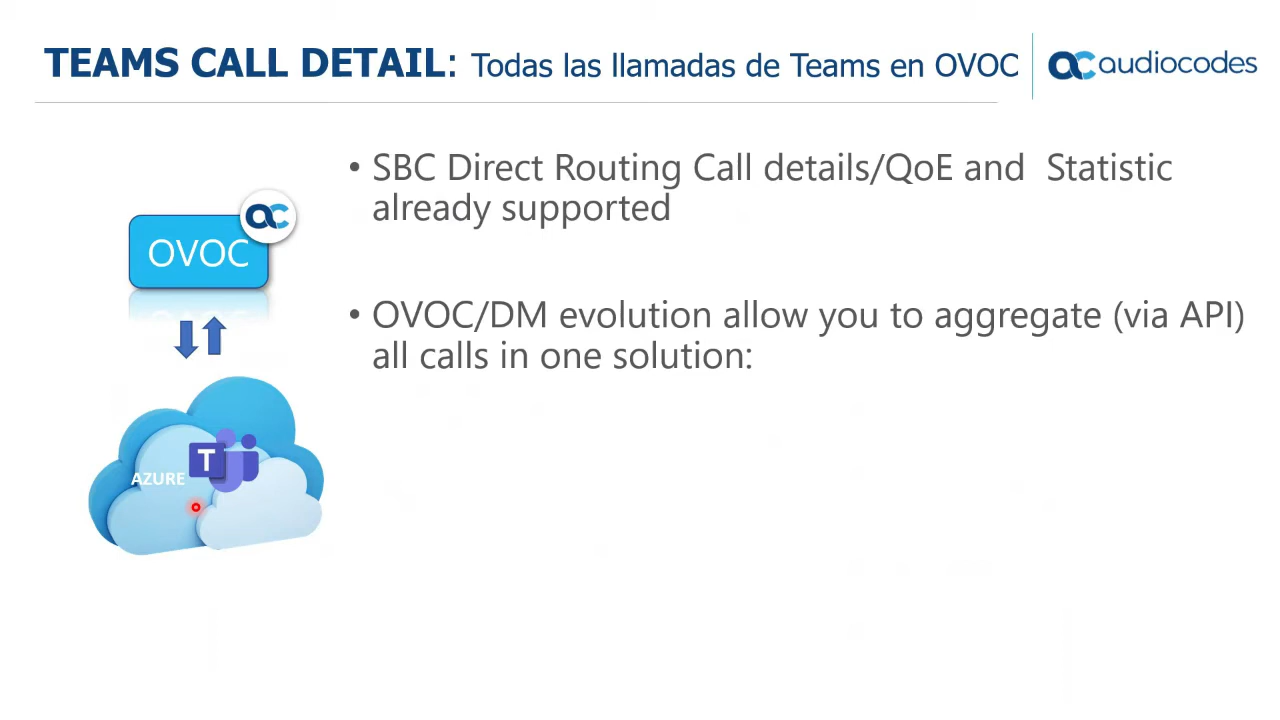 TEAMS CALL DETAIL: Todas las llamadas de Teams en OVOC
audiocodes
• SBC Direct Routing Call details/QoE and Statistic
already supported
OVOC
• OVOC/DM evolution allow you to aggregate (via API)
all calls in one solution:
T
AZURE